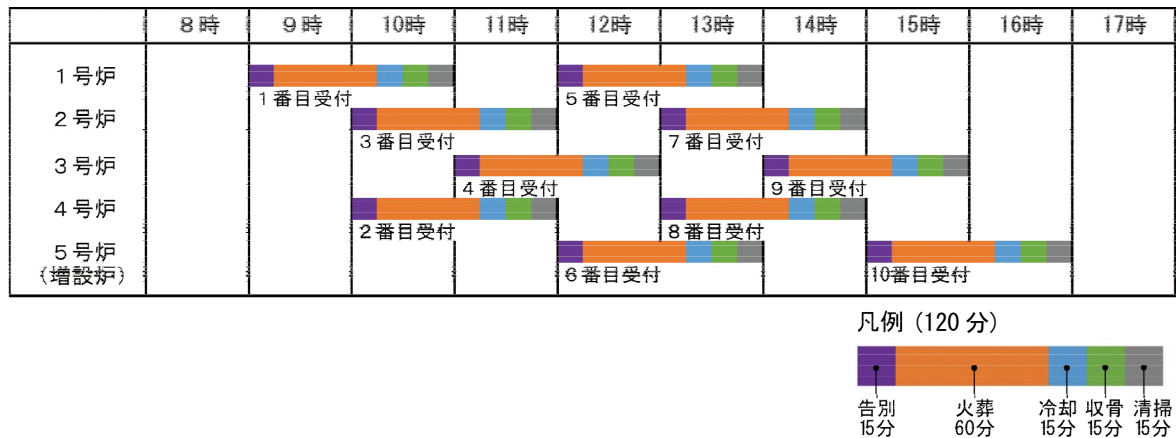 8時 9時 10時 11時 12時 13時 14時 15時 16時 17時
1号炉
1番目受付 5番目受付
2号炉
3番目受付 7番目受付
3号炉
4番目受付 9番目受付
4号炉
2番目受付 8番目受付
5号炉
(増設炉)
6番目受付 10番目受付
凡例(120分)
告別 火葬 冷却 収骨 清掃
15分 60分 15分 15分 15分